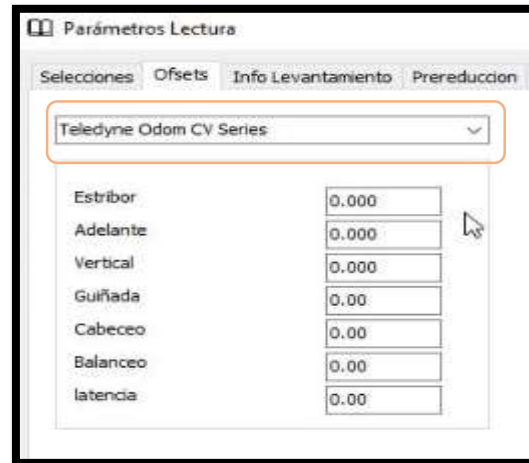 Parámetros Lectura
Selecciones Ofsets Info Levantamiento Prereduccion
Teledyne Odom CV Series
Estribor 0.000
Adelante 0.000
Vertical 0.000
Guiñada 0.00
Cabeceo 0.00
Balanceo 0.00
latencia 0.00